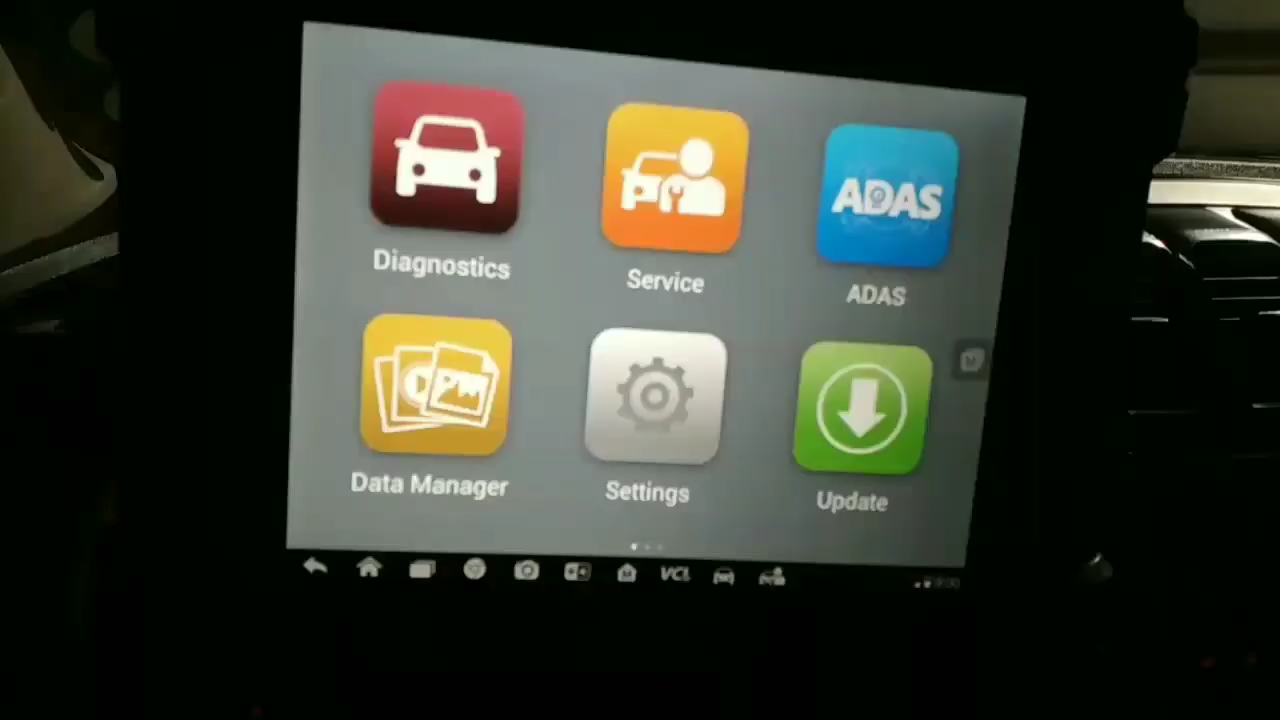 ADAS
Diagnostics
Service
ADAS
Data Manager
Settings
Update
VCI